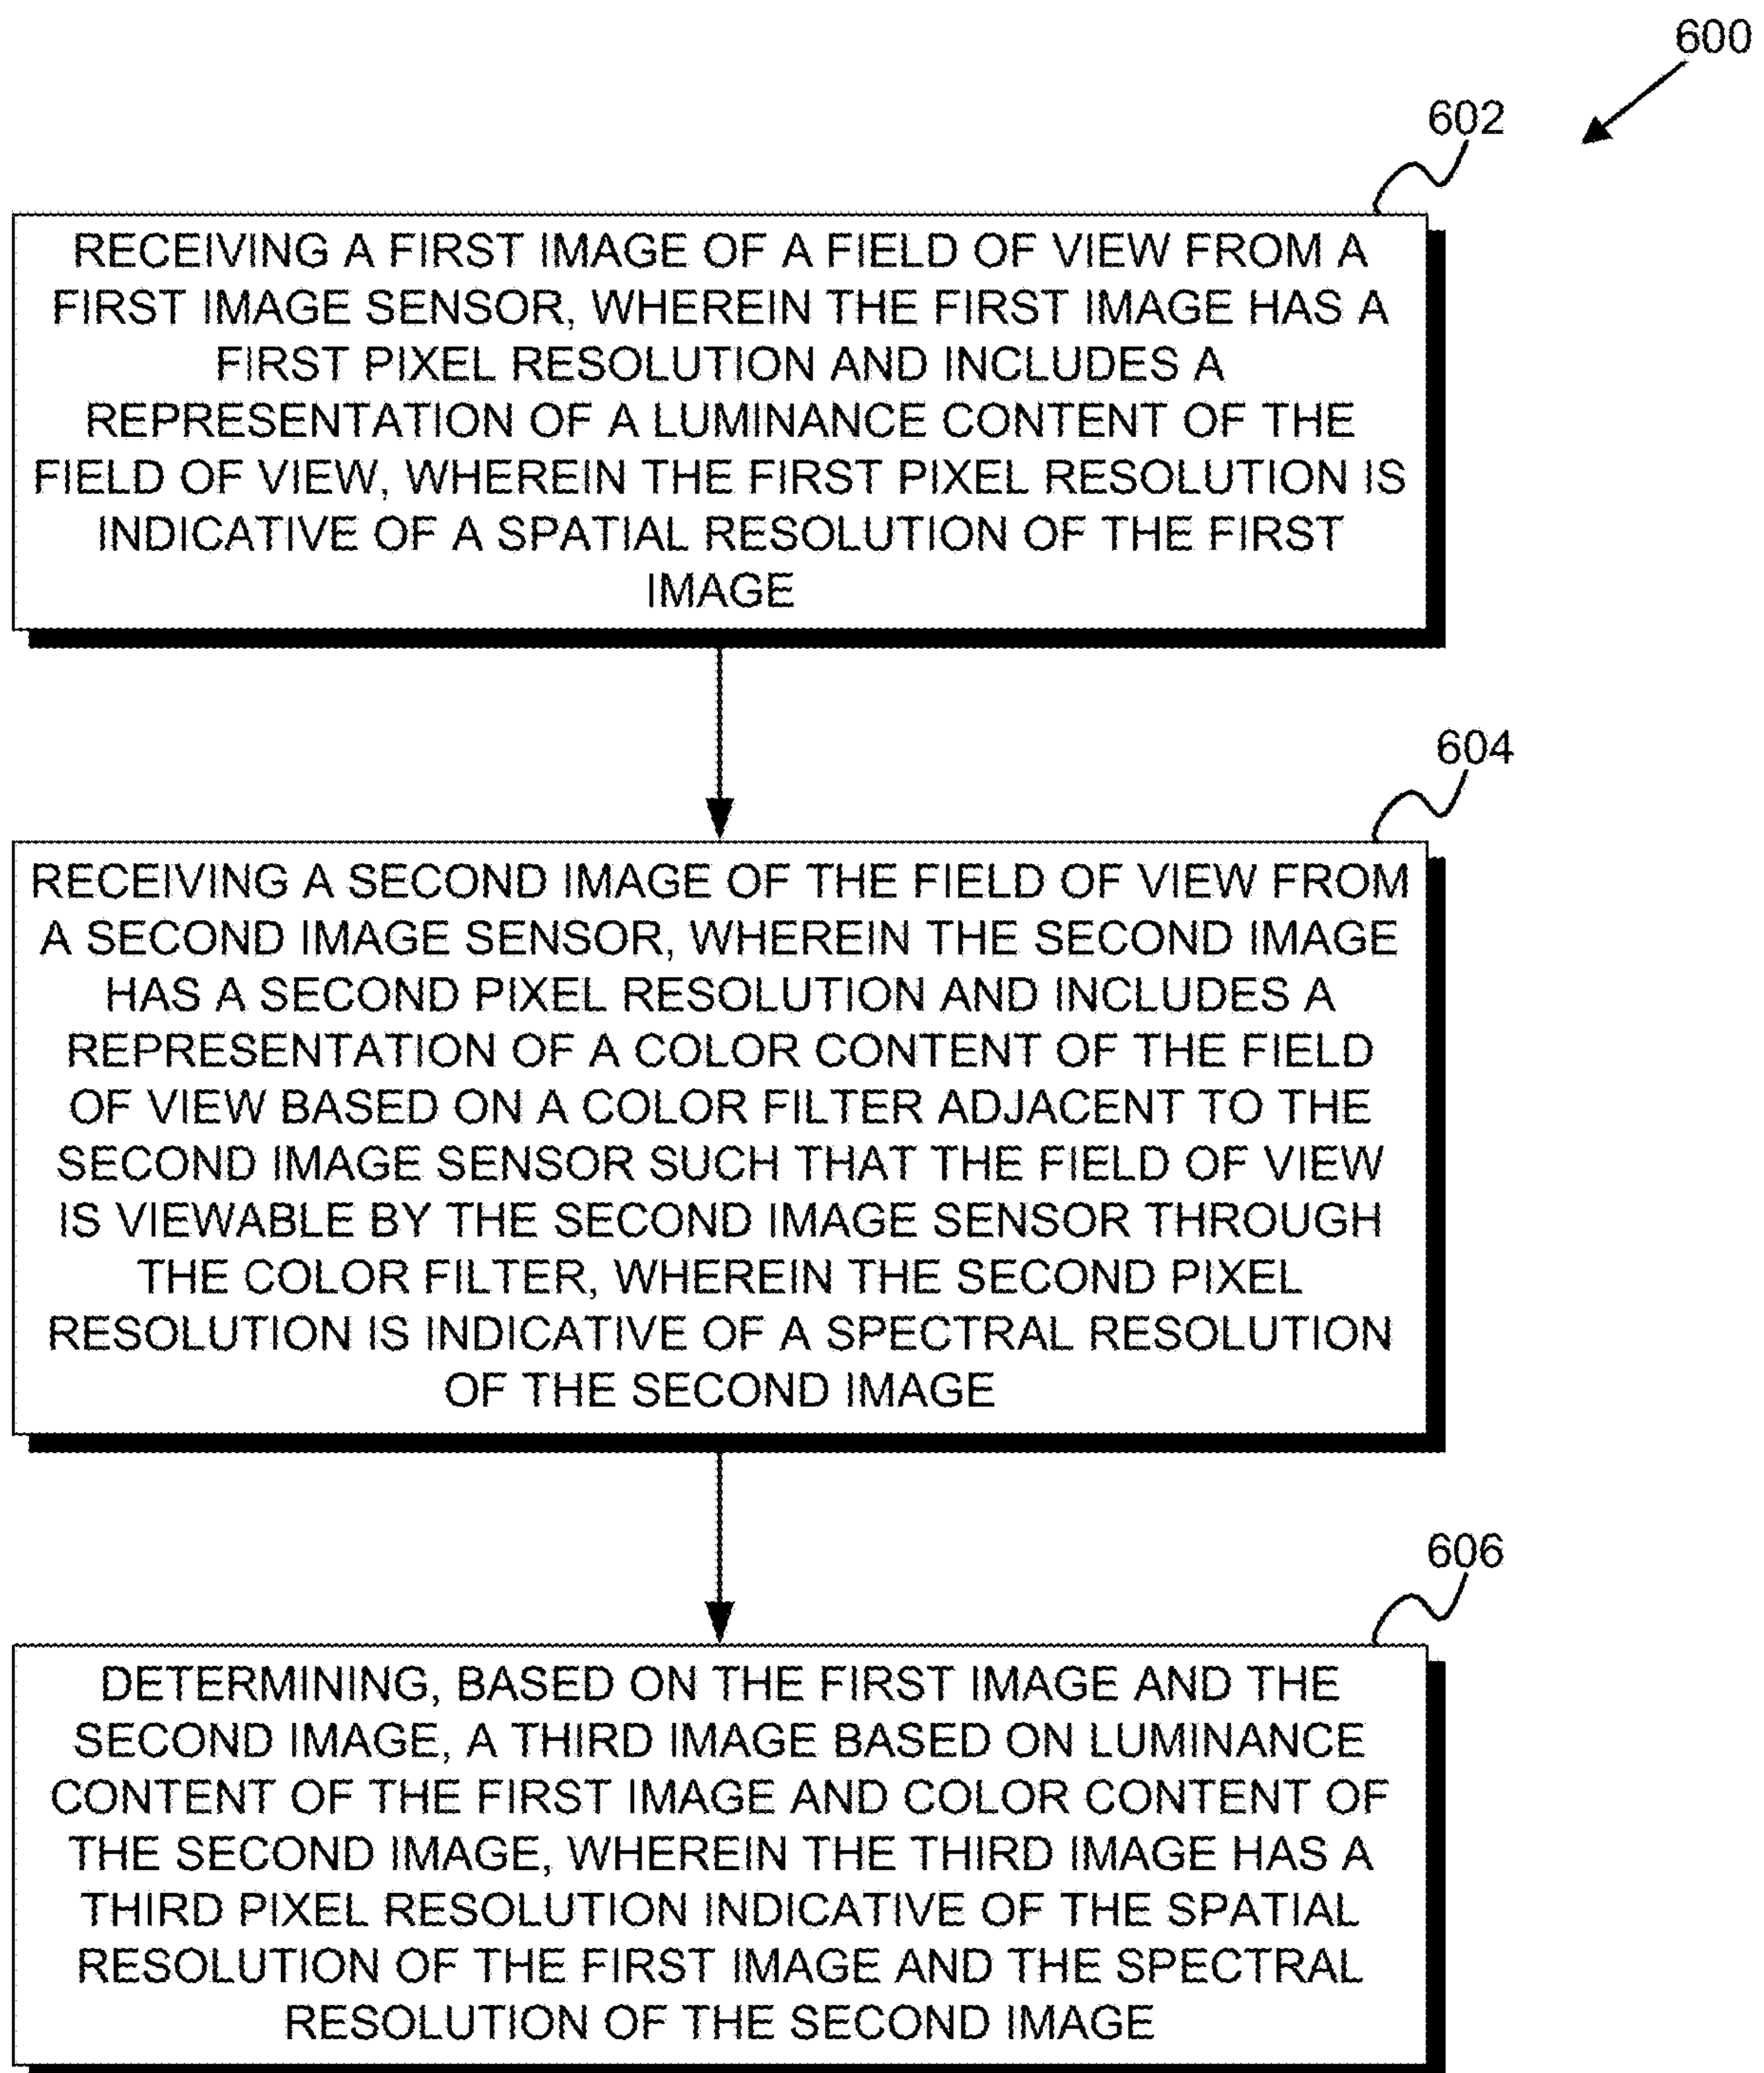 600
602
RECEIVING A FIRST IMAGE OF A FIELD OF VIEW FROM A
FIRST IMAGE SENSOR, WHEREIN THE FIRST IMAGE HAS A
FIRST PIXEL RESOLUTION AND INCLUDES A
REPRESENTATION OF A LUMINANCE CONTENT OF THE
FIELD OF VIEW, WHEREIN THE FIRST PIXEL RESOLUTION IS
INDICATIVE OF A SPATIAL RESOLUTION OF THE FIRST
IMAGE
604
RECEIVING A SECOND IMAGE OF THE FIELD OF VIEW FROM
A SECOND IMAGE SENSOR, WHEREIN THE SECOND IMAGE
HAS A SECOND PIXEL RESOLUTION AND INCLUDES A
REPRESENTATION OF A COLOR CONTENT OF THE FIELD
OF VIEW BASED ON A COLOR FILTER ADJACENT TO THE
SECOND IMAGE SENSOR SUCH THAT THE FIELD OF VIEW
IS VIEWABLE BY THE SECOND IMAGE SENSOR THROUGH
THE COLOR FILTER, WHEREIN THE SECOND PIXEL
RESOLUTION IS INDICATIVE OF A SPECTRAL RESOLUTION
OF THE SECOND IMAGE
606
DETERMINING, BASED ON THE FIRST IMAGE AND THE
SECOND IMAGE, A THIRD IMAGE BASED ON LUMINANCE
CONTENT OF THE FIRST IMAGE AND COLOR CONTENT OF
THE SECOND IMAGE, WHEREIN THE THIRD IMAGE HAS A
THIRD PIXEL RESOLUTION INDICATIVE OF THE SPATIAL
RESOLUTION OF THE FIRST IMAGE AND THE SPECTRAL
RESOLUTION OF THE SECOND IMAGE